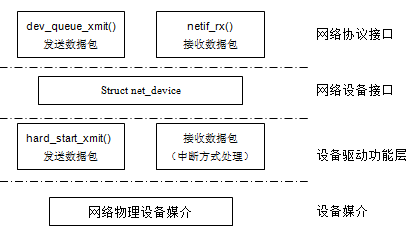 dev_queue_xmit()
发送数据包
netif_rx()
接收数据包
网络协议接口
Struct net_device
网络设备接口
hard_start_xmit()
发送数据包
接收数据包
（中断方式处理）
设备驱动功能层
网络物理设备媒介
设备媒介